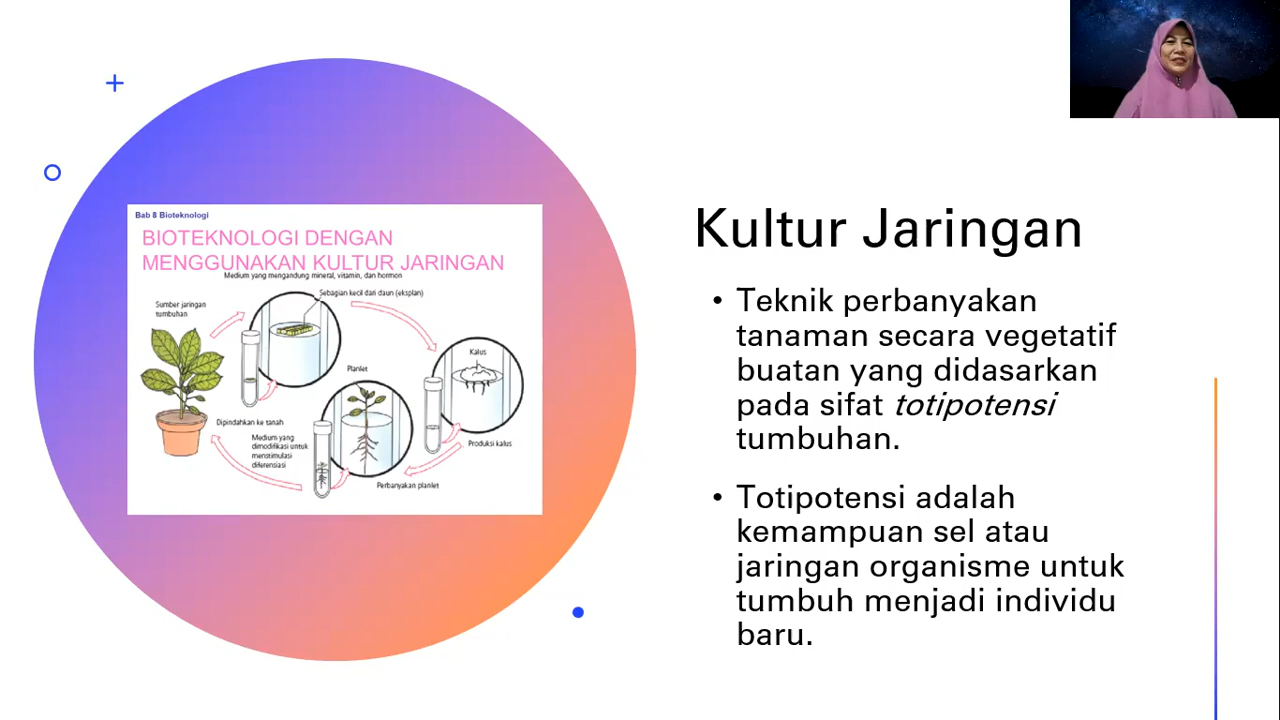 Bab 8 Bioteknologi
BIOTEKNOLOGI DENGAN
MENGGUNAKAN KULTUR JARINGAN
Medium yang mengandung mineral, vitamin, dan hormon
Sebagian kecil dari daun (eksplan)
Sumber jaringan
tumbuhan
Kalus
Planlet
Dipindahkan ke tanah
Medium yang
dimodifikasi untuk
menstimulasi
diferensiasi
Produksi kalus
Perbanyakan planlet
Kultur Jaringan
• Teknik perbanyakan
tanaman secara vegetatif
buatan yang didasarkan
pada sifat totipotensi
tumbuhan.
• Totipotensi adalah
kemampuan sel atau
jaringan organisme untuk
tumbuh menjadi individu
baru.